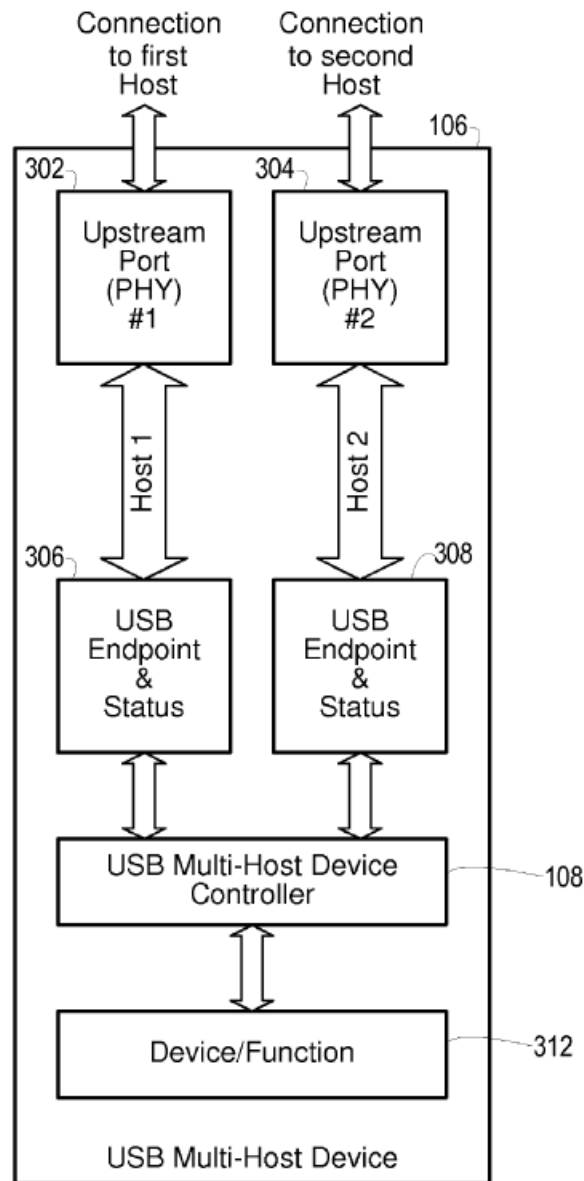 Connection
to first
Host
Connection
to second
Host
106
302
304
Upstream
Port
(PHY)
#1
Upstream
Port
(PHY)
#2
Host 1
Host 2
306
308
USB
Endpoint
&
Status
USB
Endpoint
&
Status
USB Multi-Host Device
Controller
108
Device/Function
312
USB Multi-Host Device